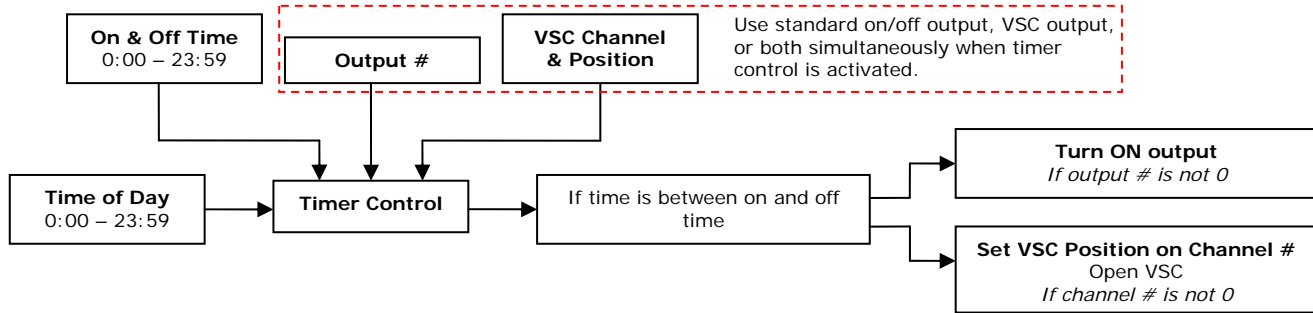 On & Off Time
0:00 – 23:59
Output #
VSC Channel
& Position
Use standard on/off output, VSC output,
or both simultaneously when timer
control is activated.
Time of Day
0:00 – 23:59
Timer Control
If time is between on and off
time
Turn ON output
If output # is not 0
Set VSC Position on Channel #
Open VSC
If channel # is not 0